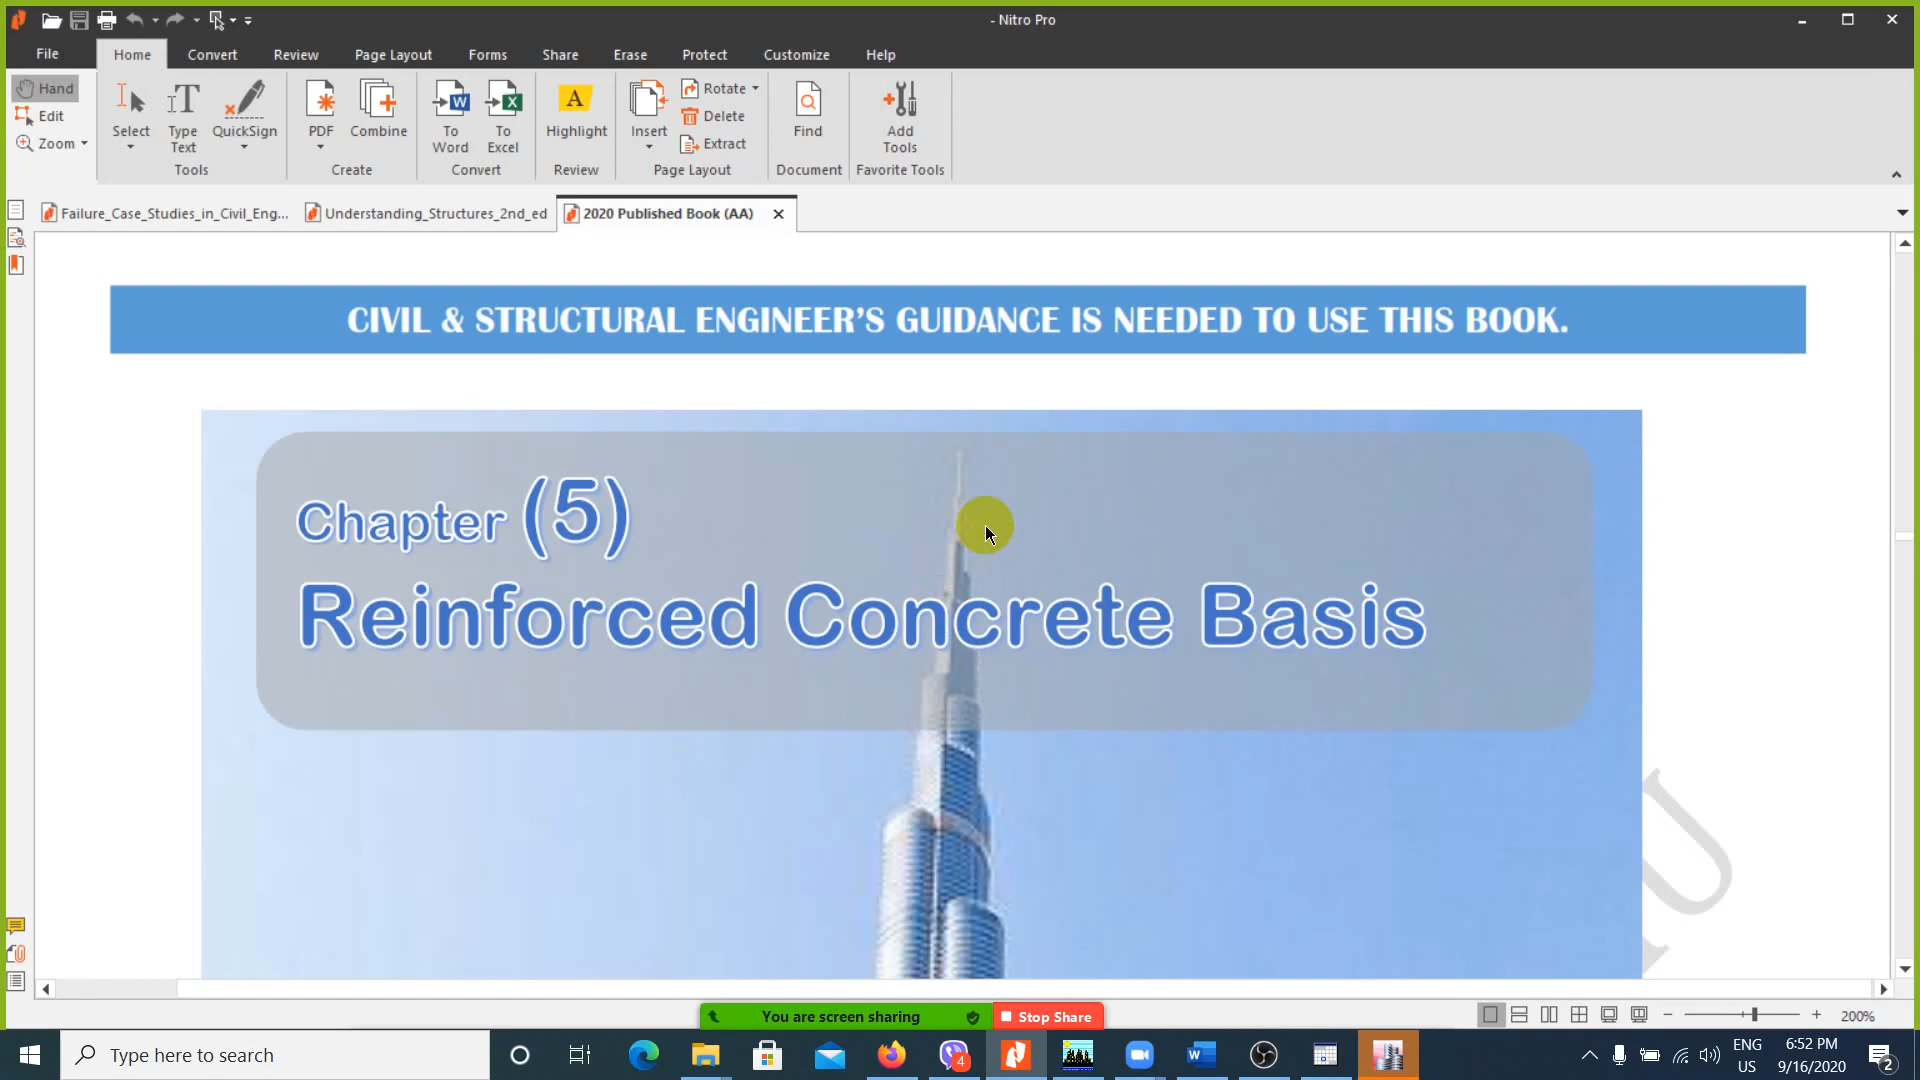 - Nitro Pro
File Home Convert Review Page Layout Forms Share Erase Protect Customize Help
Hand
Edit
Zoom
Select
Type Text
QuickSign
Tools
PDF
Combine
Create
To Word
To Excel
Convert
Highlight
Review
Insert
Rotate
Delete
Extract
Page Layout
Find
Document
Add Tools
Favorite Tools
Failure_Case_Studies_in_Civil_Eng...
Understanding_Structures_2nd_ed
2020 Published Book (AA)
CIVIL & STRUCTURAL ENGINEER’S GUIDANCE IS NEEDED TO USE THIS BOOK.
Chapter (5)
Reinforced Concrete Basis
U
You are screen sharing
Stop Share
200%
Type here to search
4
ENG
US
6:52 PM
9/16/2020
2